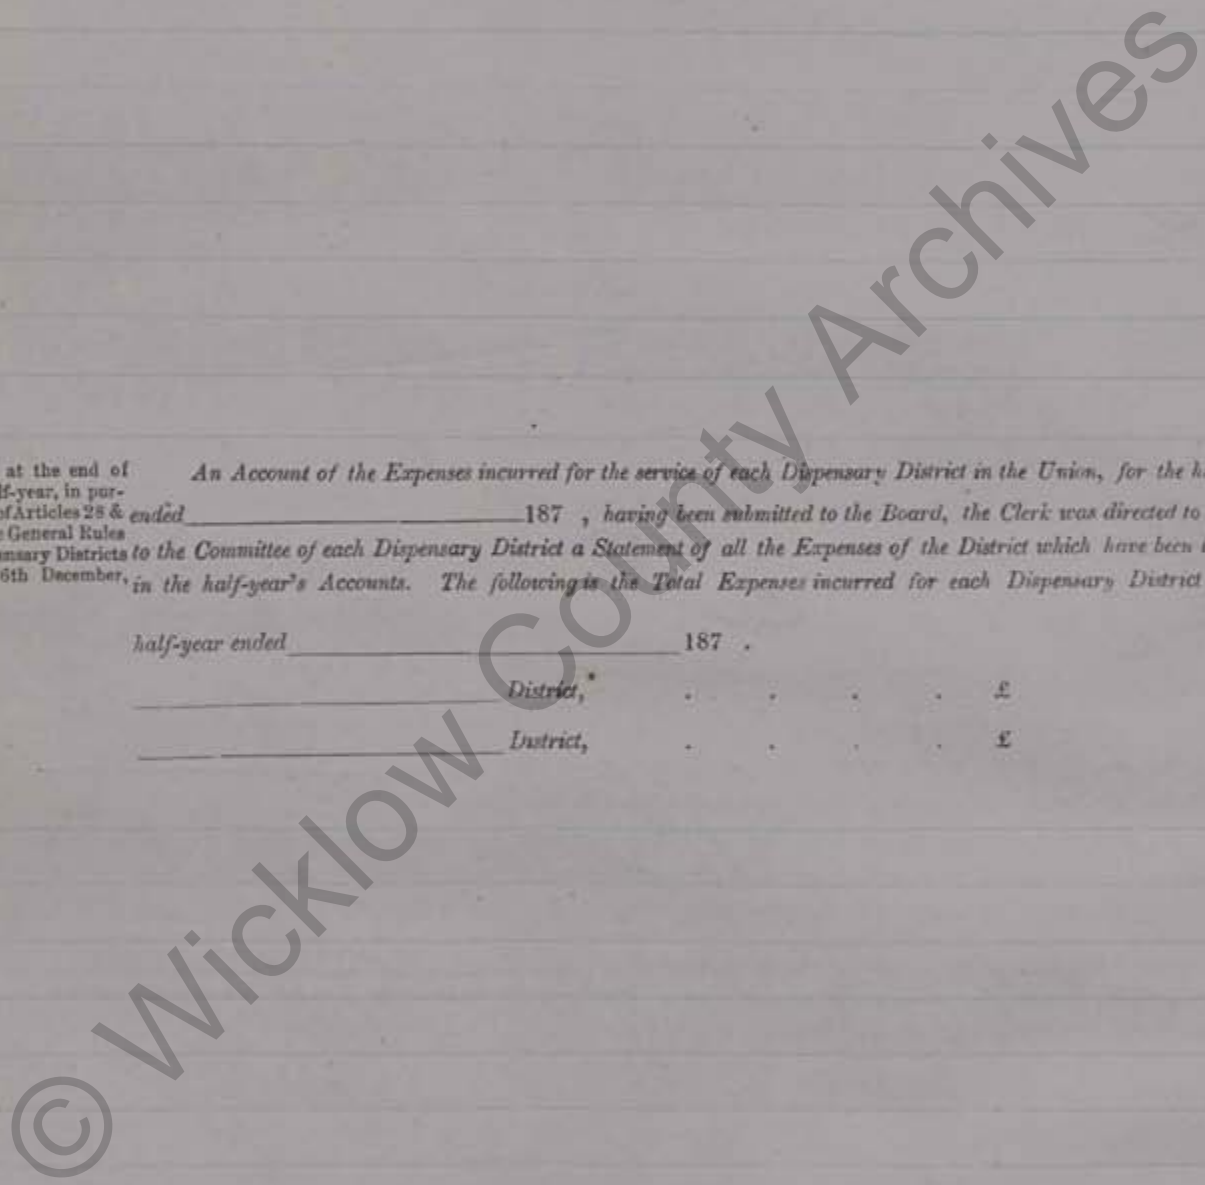 at the end of
lf-year, in pur-
of Articles 28 &
e General Rules
ensary Districts
6th December,
An Account of the Expenses incurred for the service of each Dispensary District in the Union, for the h
ended 187 , having been submitted to the Board, the Clerk was directed to
to the Committee of each Dispensary District a Statement of all the Expenses of the District which have been
in the half-year's Accounts. The following is the Total Expenses incurred for each Dispensary District
half-year ended 187 .
District,* . . . . £
District, . . . . £
© Wicklow County Archives